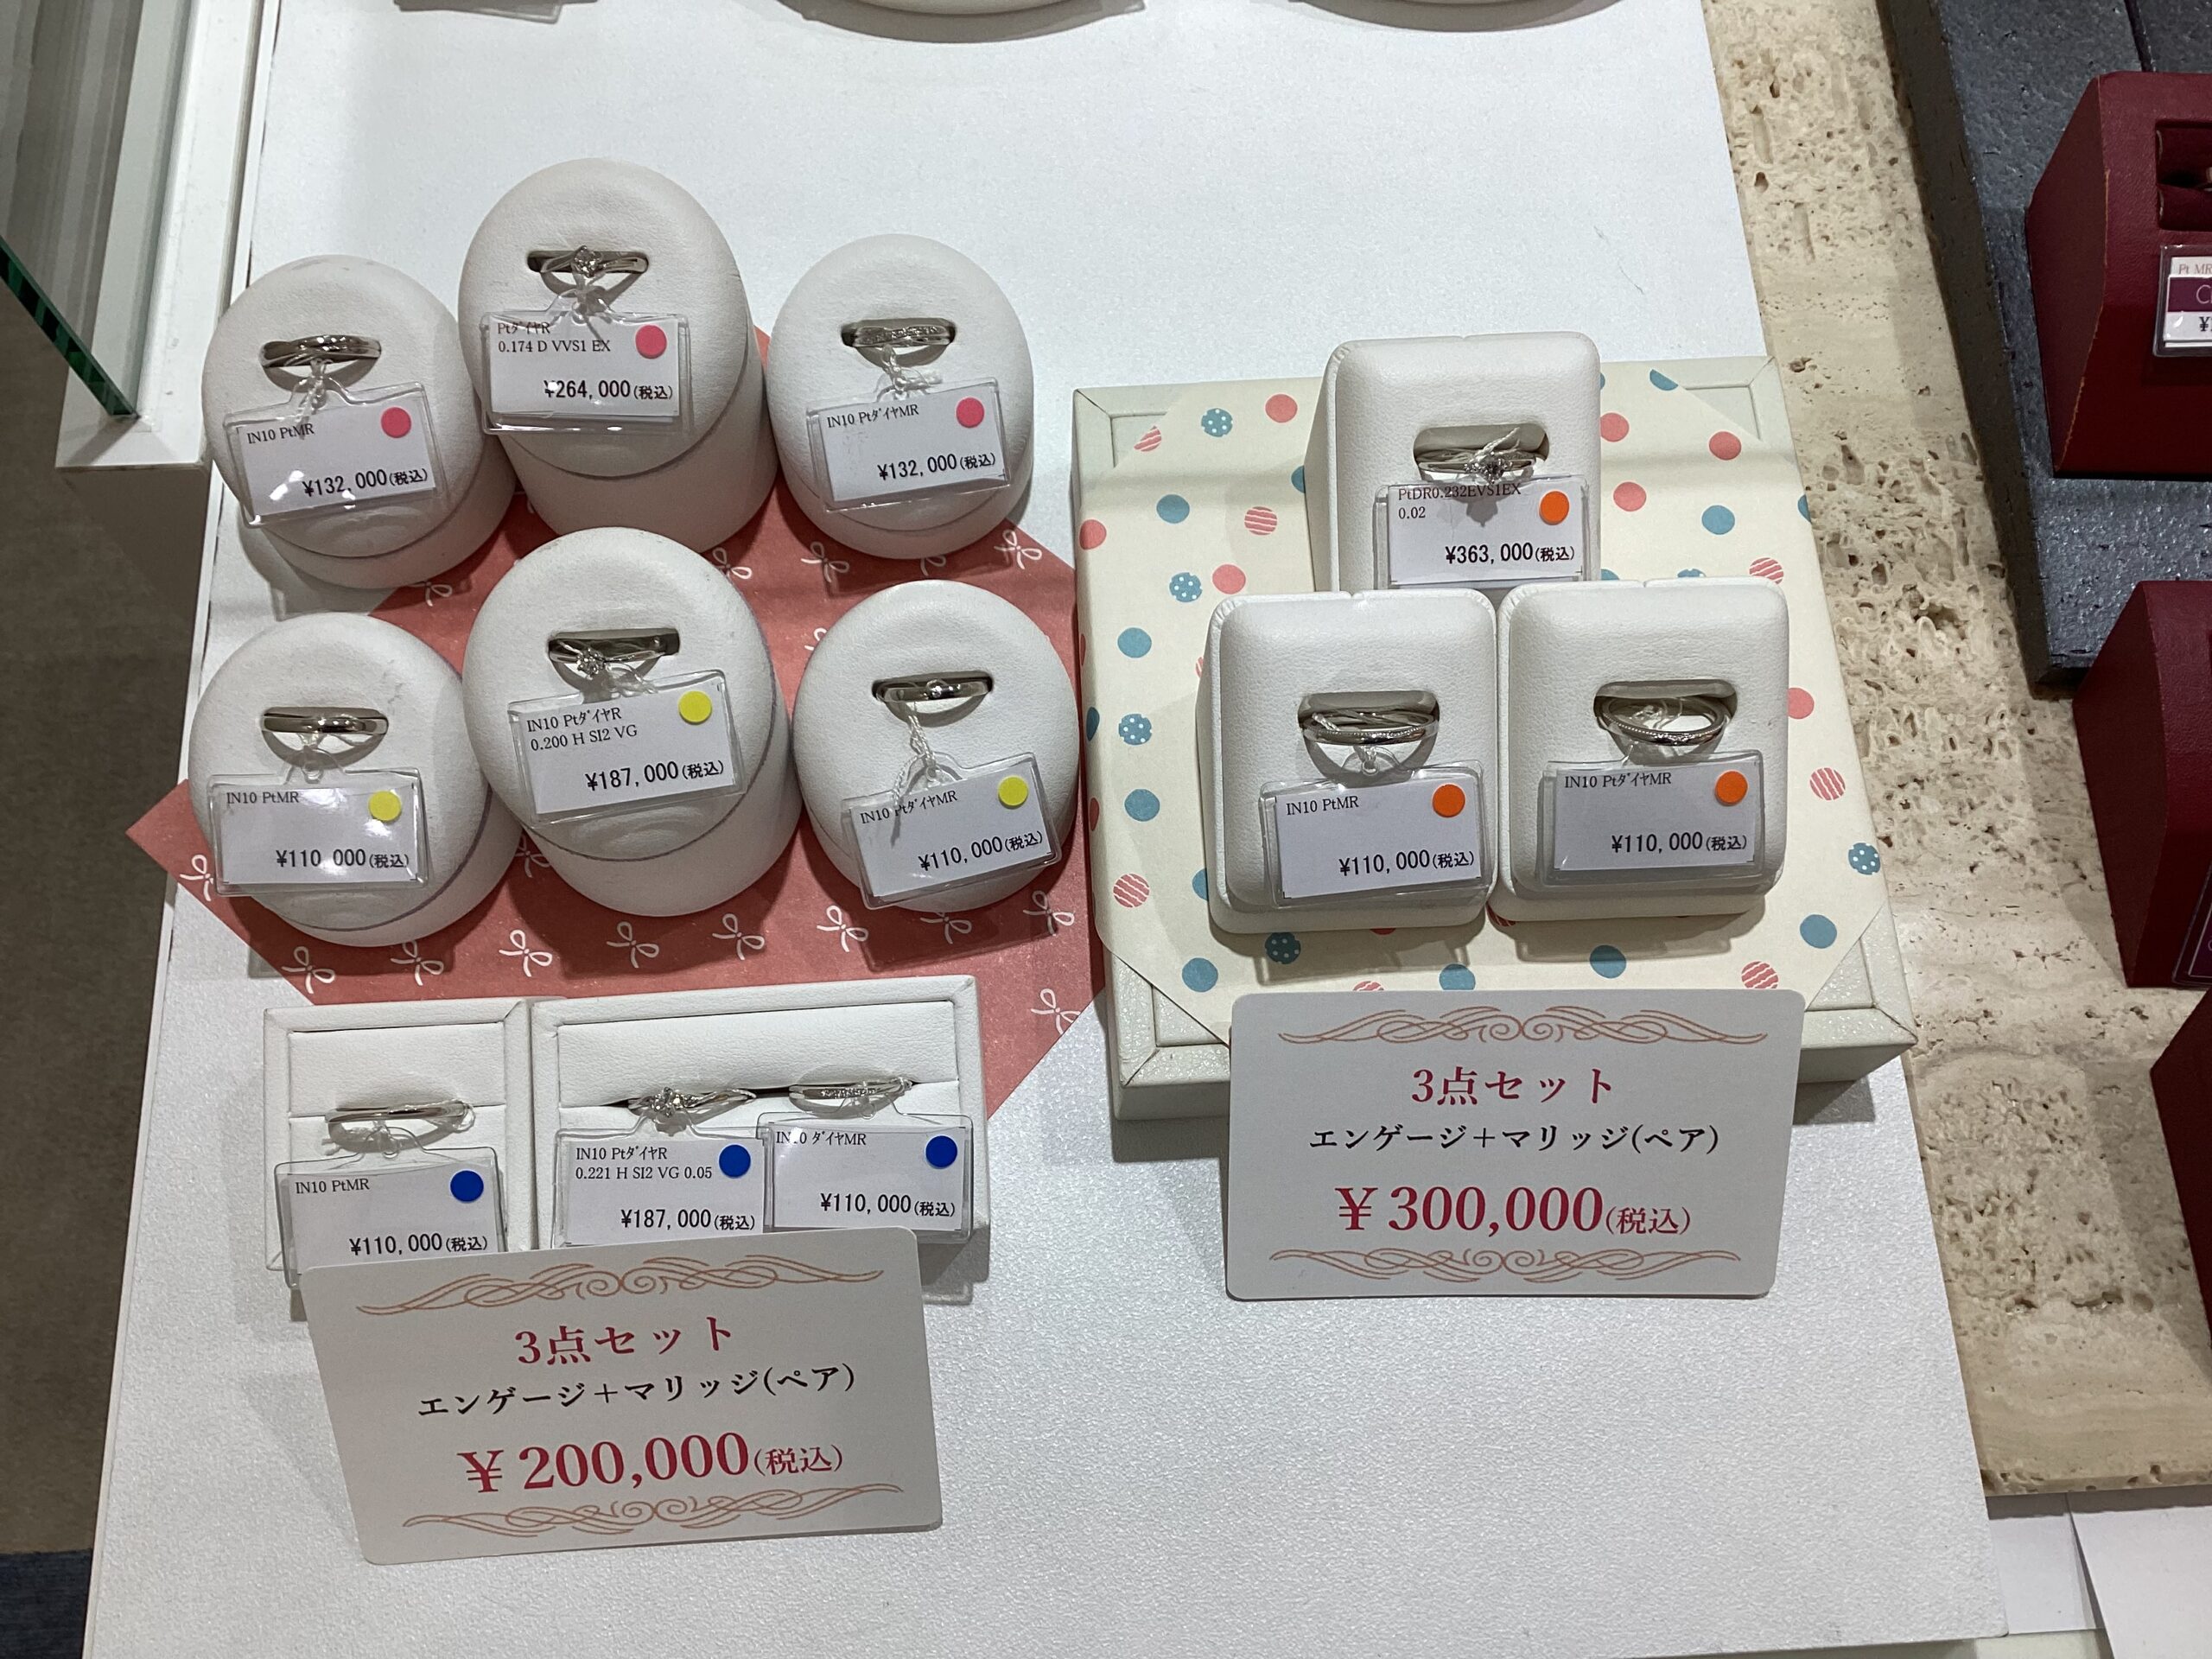 PtダイヤR
0.174 D VVS1 EX
¥264,000(税込)
IN10 PtMR
¥132,000(税込)
IN10 PtダイヤMR
¥132,000(税込)
IN10 PtMR
¥110,000(税込)
IN10 PtダイヤR
0.200 H SI2 VG
¥187,000(税込)
IN10 PtダイヤMR
¥110,000(税込)
IN10 PtMR
¥110,000(税込)
IN10 PtダイヤR
0.221 H SI2 VG 0.05
¥187,000(税込)
IN10 ダイヤMR
¥110,000(税込)
3点セット
エンゲージ＋マリッジ(ペア)
¥200,000(税込)
PtDR0.232EVS1EX
0.02
¥363,000(税込)
IN10 PtMR
¥110,000(税込)
IN10 PtダイヤMR
¥110,000(税込)
3点セット
エンゲージ＋マリッジ(ペア)
¥300,000(税込)
Pt MR